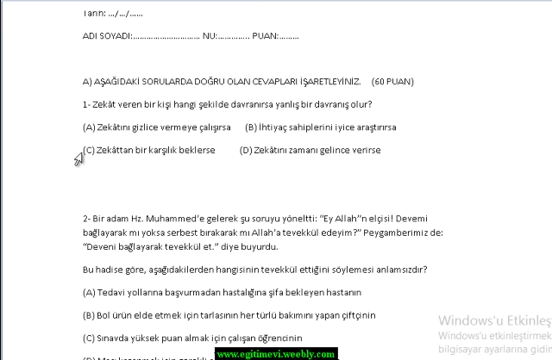 Tarih: .../.../......
ADI SOYADI:............................ NU:............. PUAN:........
A) AŞAĞIDAKİ SORULARDA DOĞRU OLAN CEVAPLARI İŞARETLEYİNİZ. (60 PUAN)
1- Zekât veren bir kişi hangi şekilde davranırsa yanlış bir davranış olur?
(A) Zekâtını gizlice vermeye çalışırsa (B) İhtiyaç sahiplerini iyice araştırırsa
(C) Zekâttan bir karşılık beklerse (D) Zekâtını zamanı gelince verirse
2- Bir adam Hz. Muhammed'e gelerek şu soruyu yöneltti: "Ey Allah"n elçisi! Devemi
bağlayarak mı yoksa serbest bırakarak mı Allah'a tevekkül edeyim?" Peygamberimiz de:
"Deveni bağlayarak tevekkül et." diye buyurdu.
Bu hadise göre, aşağıdakilerden hangisinin tevekkül ettiğini söylemesi anlamsızdır?
(A) Tedavi yollarına başvurmadan hastalığına şifa bekleyen hastanın
(B) Bol ürün elde etmek için tarlasının her türlü bakımını yapan çiftçinin
(C) Sınavda yüksek puan almak için çalışan öğrencinin
Windows'u Etkinleş
Windows'u etkinleştirmek
bilgisayar ayarlarına gidin
www.egitimevi.weebly.com